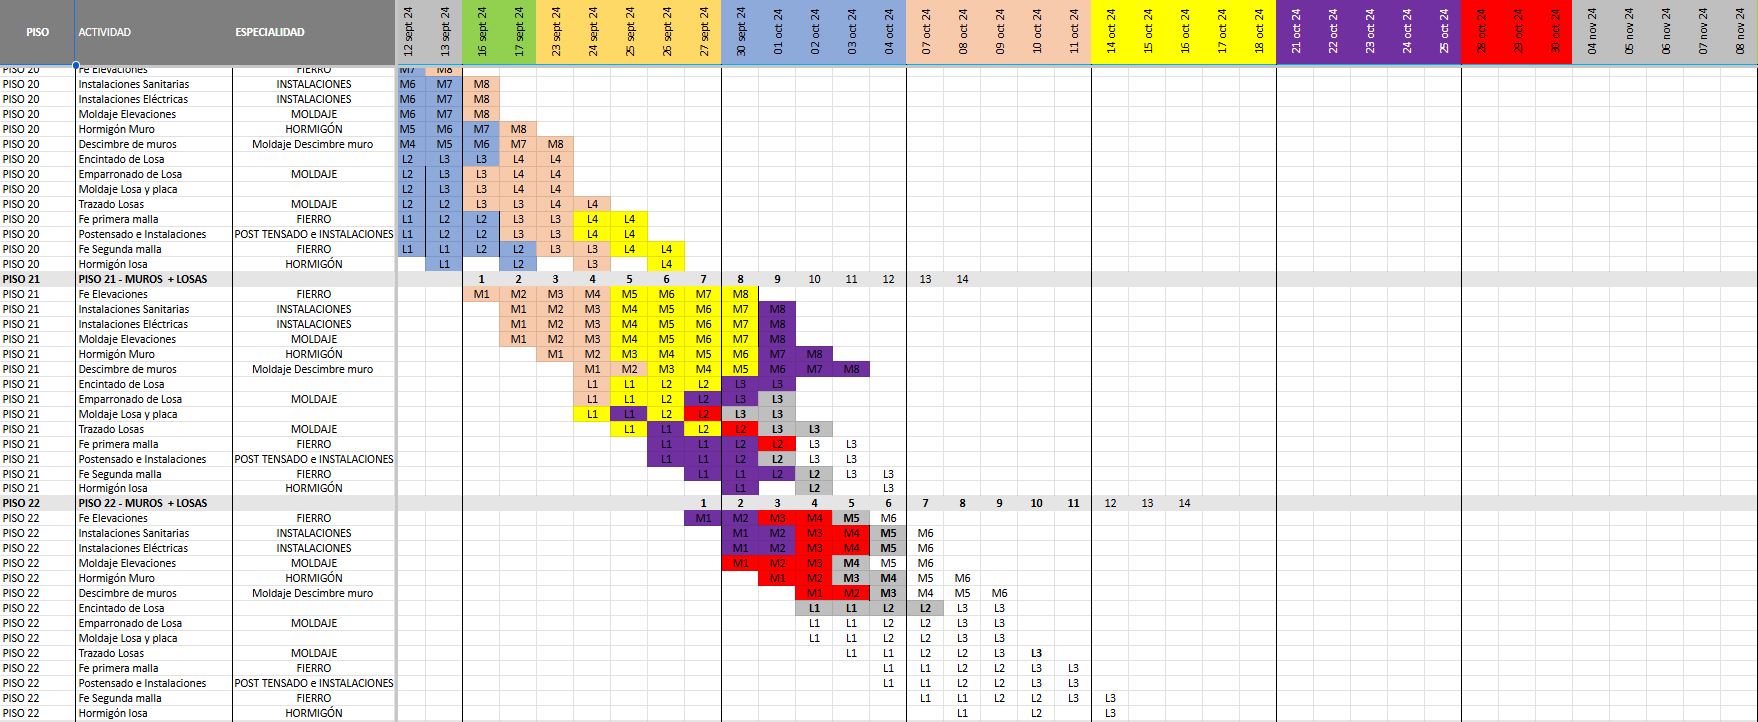 PISO ACTIVIDAD ESPECIALIDAD 12 sept 24 13 sept 24 16 sept 24 17 sept 24 23 sept 24 24 sept 24 25 sept 24 26 sept 24 27 sept 24 30 sept 24 01 oct 24 02 oct 24 03 oct 24 04 oct 24 07 oct 24 08 oct 24 09 oct 24 10 oct 24 11 oct 24 14 oct 24 15 oct 24 16 oct 24 17 oct 24 18 oct 24 21 oct 24 22 oct 24 23 oct 24 24 oct 24 25 oct 24 28 oct 24 29 oct 24 30 oct 24 04 nov 24 05 nov 24 06 nov 24 07 nov 24 08 nov 24
PISO 20 Fe Elevaciones FIERRO M7 M8
PISO 20 Instalaciones Sanitarias INSTALACIONES M6 M7 M8
PISO 20 Instalaciones Eléctricas INSTALACIONES M6 M7 M8
PISO 20 Moldaje Elevaciones MOLDAJE M6 M7 M8
PISO 20 Hormigón Muro HORMIGÓN M5 M6 M7 M8
PISO 20 Descimbre de muros Moldaje Descimbre muro M4 M5 M6 M7 M8
PISO 20 Encintado de Losa L2 L3 L3 L4 L4
PISO 20 Emparronado de Losa MOLDAJE L2 L3 L3 L4 L4
PISO 20 Moldaje Losa y placa L2 L3 L3 L4 L4
PISO 20 Trazado Losas MOLDAJE L2 L2 L3 L3 L4 L4
PISO 20 Fe primera malla FIERRO L1 L2 L2 L3 L3 L4 L4
PISO 20 Postensado e Instalaciones POST TENSADO e INSTALACIONES L1 L2 L2 L3 L3 L4 L4
PISO 20 Fe Segunda malla FIERRO L1 L1 L2 L2 L3 L3 L4 L4
PISO 20 Hormigón losa HORMIGÓN L1 L2 L3 L4
PISO 21 PISO 21 - MUROS + LOSAS 1 2 3 4 5 6 7 8 9 10 11 12 13 14
PISO 21 Fe Elevaciones FIERRO M1 M2 M3 M4 M5 M6 M7 M8
PISO 21 Instalaciones Sanitarias INSTALACIONES M1 M2 M3 M4 M5 M6 M7 M8
PISO 21 Instalaciones Eléctricas INSTALACIONES M1 M2 M3 M4 M5 M6 M7 M8
PISO 21 Moldaje Elevaciones MOLDAJE M1 M2 M3 M4 M5 M6 M7 M8
PISO 21 Hormigón Muro HORMIGÓN M1 M2 M3 M4 M5 M6 M7 M8
PISO 21 Descimbre de muros Moldaje Descimbre muro M1 M2 M3 M4 M5 M6 M7 M8
PISO 21 Encintado de Losa L1 L1 L2 L2 L3 L3
PISO 21 Emparronado de Losa MOLDAJE L1 L1 L2 L2 L3 L3
PISO 21 Moldaje Losa y placa L1 L1 L2 L2 L3 L3
PISO 21 Trazado Losas MOLDAJE L1 L1 L2 L2 L3 L3
PISO 21 Fe primera malla FIERRO L1 L1 L2 L2 L3 L3
PISO 21 Postensado e Instalaciones POST TENSADO e INSTALACIONES L1 L1 L2 L2 L3 L3
PISO 21 Fe Segunda malla FIERRO L1 L1 L2 L2 L3 L3
PISO 21 Hormigón losa HORMIGÓN L1 L2 L3
PISO 22 PISO 22 - MUROS + LOSAS 1 2 3 4 5 6 7 8 9 10 11 12 13 14
PISO 22 Fe Elevaciones FIERRO M1 M2 M3 M4 M5 M6
PISO 22 Instalaciones Sanitarias INSTALACIONES M1 M2 M3 M4 M5 M6
PISO 22 Instalaciones Eléctricas INSTALACIONES M1 M2 M3 M4 M5 M6
PISO 22 Moldaje Elevaciones MOLDAJE M1 M2 M3 M4 M5 M6
PISO 22 Hormigón Muro HORMIGÓN M1 M2 M3 M4 M5 M6
PISO 22 Descimbre de muros Moldaje Descimbre muro M1 M2 M3 M4 M5 M6
PISO 22 Encintado de Losa L1 L1 L2 L2 L3 L3
PISO 22 Emparronado de Losa MOLDAJE L1 L1 L2 L2 L3 L3
PISO 22 Moldaje Losa y placa L1 L1 L2 L2 L3 L3
PISO 22 Trazado Losas MOLDAJE L1 L1 L2 L2 L3 L3
PISO 22 Fe primera malla FIERRO L1 L1 L2 L2 L3 L3
PISO 22 Postensado e Instalaciones POST TENSADO e INSTALACIONES L1 L1 L2 L2 L3 L3
PISO 22 Fe Segunda malla FIERRO L1 L1 L2 L2 L3 L3
PISO 22 Hormigón losa HORMIGÓN L1 L2 L3